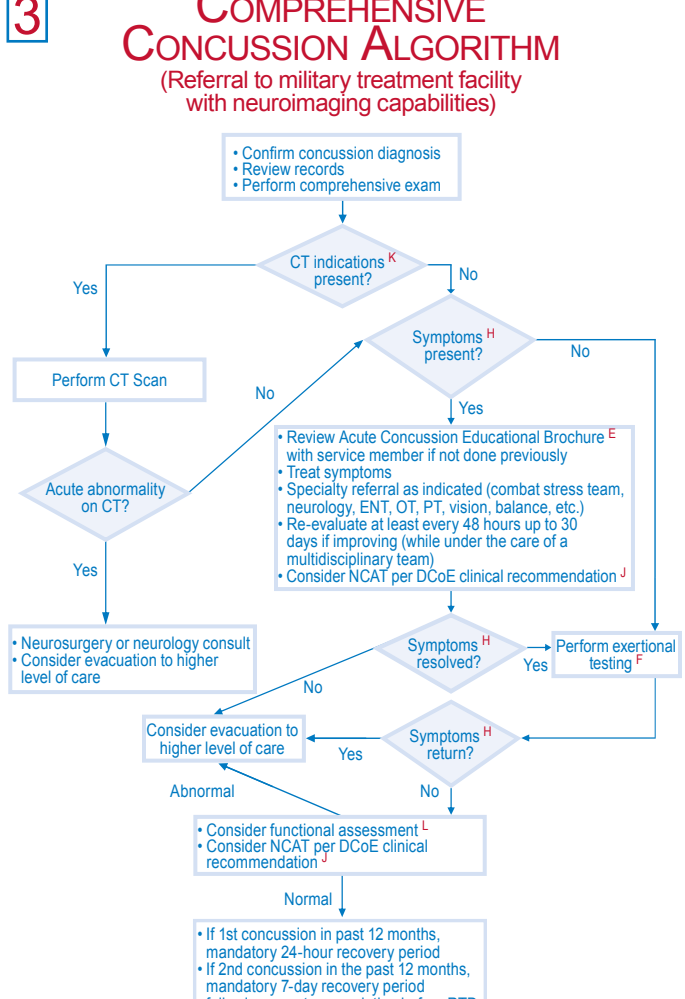 3
COMPREHENSIVE
CONCUSSION ALGORITHM
(Referral to military treatment facility
with neuroimaging capabilities)
• Confirm concussion diagnosis
• Review records
• Perform comprehensive exam
CT indications K
present?
Yes
No
Symptoms H
present?
No
Perform CT Scan
No
Yes
• Review Acute Concussion Educational Brochure E
with service member if not done previously
• Treat symptoms
• Specialty referral as indicated (combat stress team,
neurology, ENT, OT, PT, vision, balance, etc.)
• Re-evaluate at least every 48 hours up to 30
days if improving (while under the care of a
multidisciplinary team)
• Consider NCAT per DCoE clinical recommendation J
Acute abnormality
on CT?
Yes
• Neurosurgery or neurology consult
• Consider evacuation to higher
level of care
Symptoms H
resolved?
Yes
Perform exertional
testing F
No
Consider evacuation to
higher level of care
Yes
Symptoms H
return?
Abnormal
No
• Consider functional assessment L
• Consider NCAT per DCoE clinical
recommendation J
Normal
• If 1st concussion in past 12 months,
mandatory 24-hour recovery period
• If 2nd concussion in the past 12 months,
mandatory 7-day recovery period